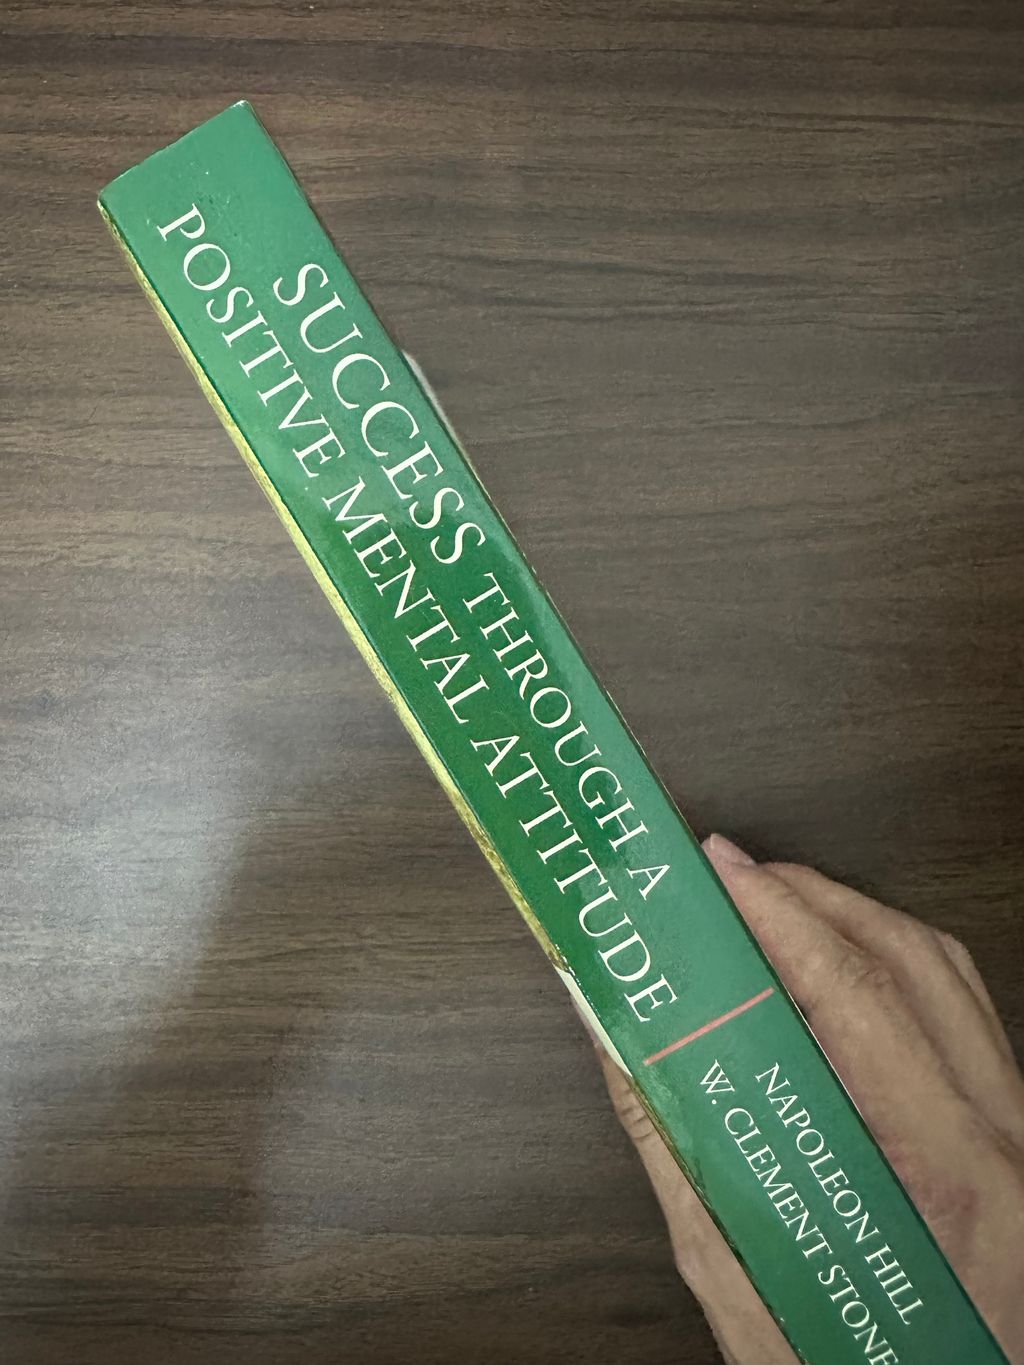 SUCCESS THROUGH A
POSITIVE MENTAL ATTITUDE
NAPOLEON HILL
W. CLEMENT STONE